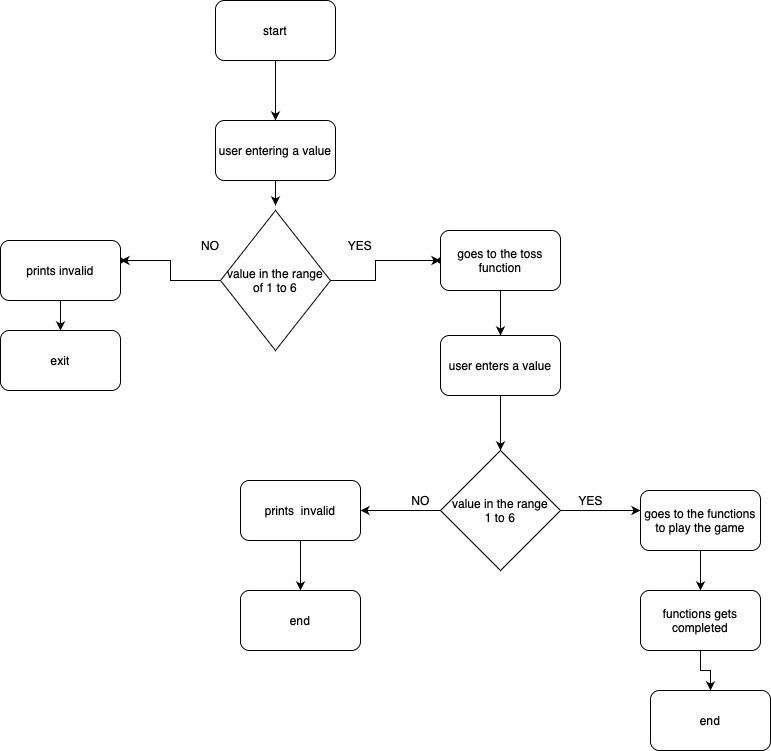 start
user entering a value
NO
YES
value in the range
of 1 to 6
prints invalid
goes to the toss
function
exit
user enters a value
NO
YES
value in the range
1 to 6
prints  invalid
goes to the functions
to play the game
end
functions gets
completed
end